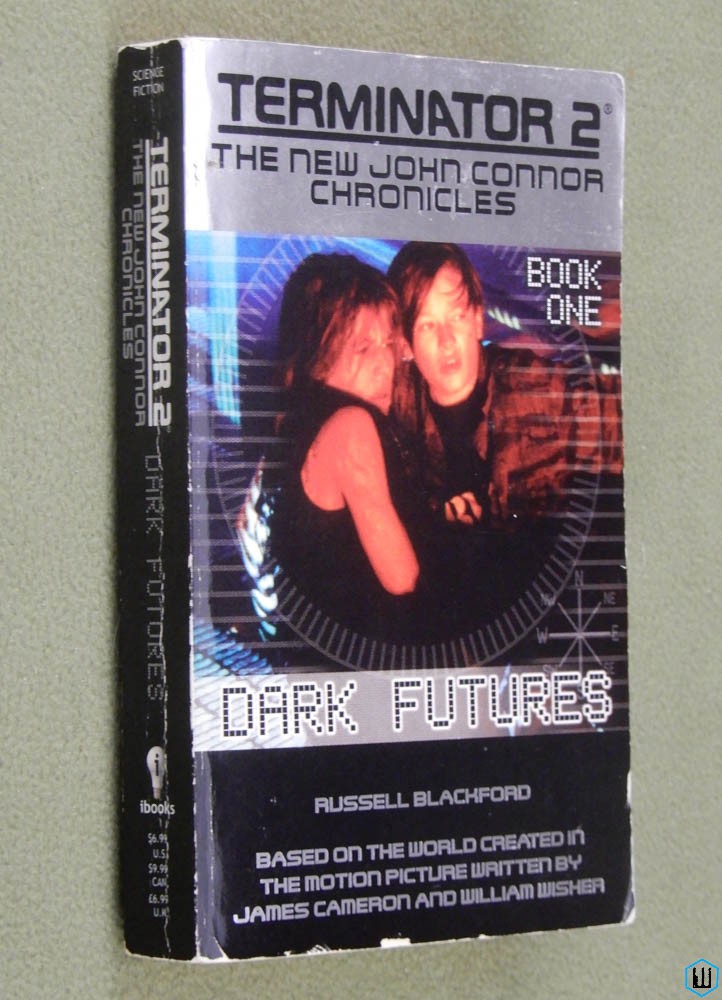 SCIENCE
FICTION
TERMINATOR 2
THE NEW JOHN CONNOR
CHRONICLES
DARK FUTURES
i
ibooks
$6.99
U.S.
$9.99
CAN.
£6.99
U.K.
TERMINATOR 2®
THE NEW JOHN CONNOR
CHRONICLES
BOOK
ONE
N
NW
NE
W
E
S
DARK FUTURES
RUSSELL BLACKFORD
BASED ON THE WORLD CREATED IN
THE MOTION PICTURE WRITTEN BY
JAMES CAMERON AND WILLIAM WISHER
W